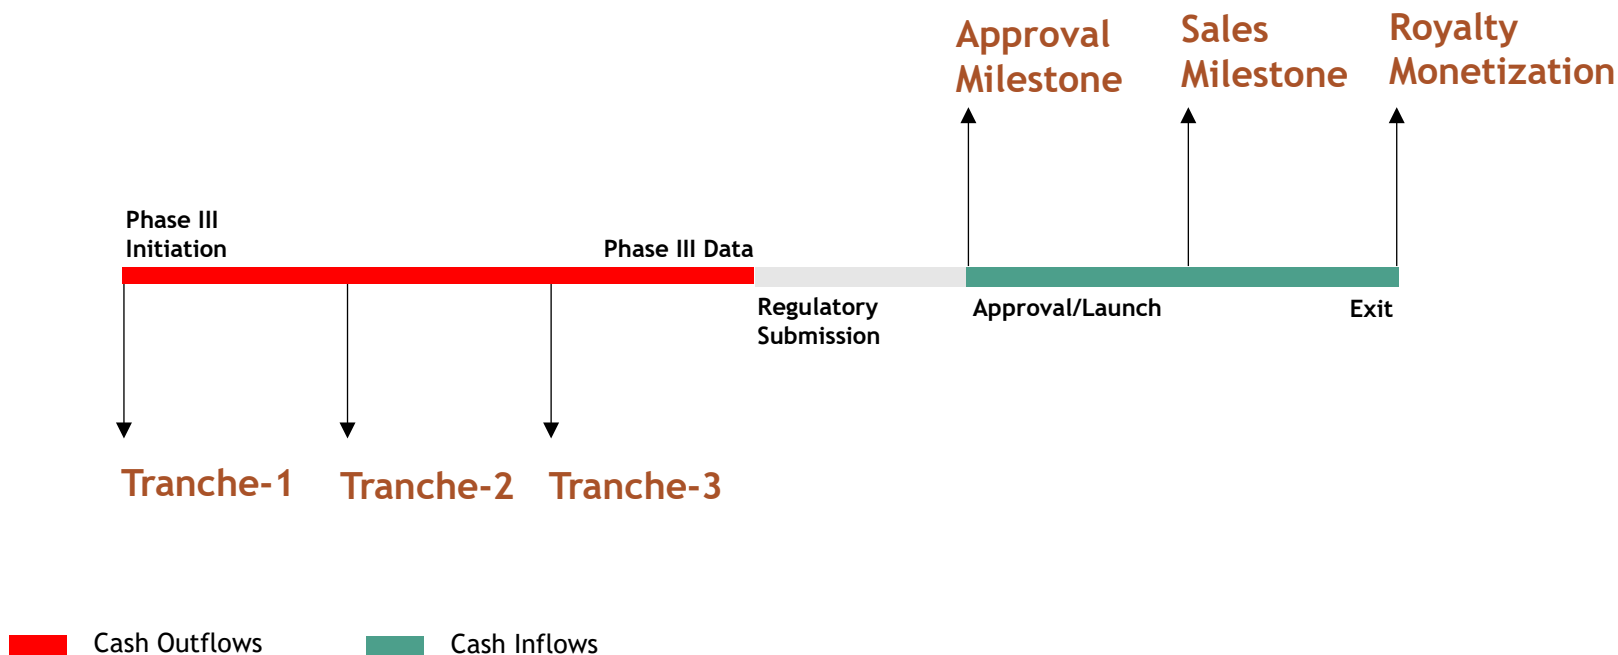 Approval
Milestone
Sales
Milestone
Royalty
Monetization
Phase III
Initiation
Phase III Data
Regulatory
Submission
Approval/Launch
Exit
Tranche-1
Tranche-2
Tranche-3
Cash Outflows
Cash Inflows